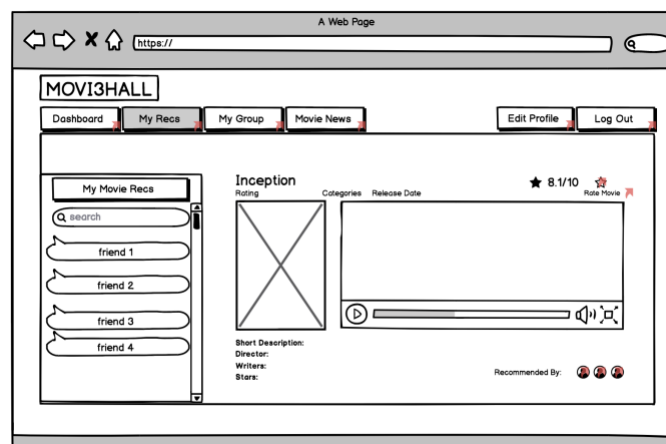 A Web Page
https://
MOVI3HALL
Dashboard My Recs My Group Movie News Edit Profile Log Out
My Movie Recs
search
friend 1
friend 2
friend 3
friend 4
Inception
8.1/10
Rating Categories Release Date Rate Movie
Short Description:
Director:
Writers:
Stars:
Recommended By: